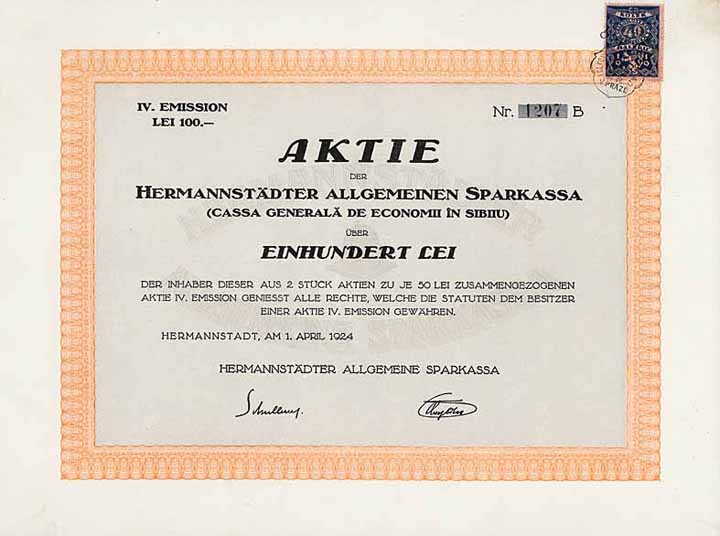 KOLEK
40
IV. EMISSION
LEI 100.—
Nr. 1207 B
AKTIE
DER
HERMANNSTÄDTER ALLGEMEINEN SPARKASSA
(CASSA GENERALĂ DE ECONOMII ÎN SIBIIU)
ÜBER
EINHUNDERT LEI
DER INHABER DIESER AUS 2 STÜCK AKTIEN ZU JE 50 LEI ZUSAMMENGEZOGENEN
AKTIE IV. EMISSION GENIESST ALLE RECHTE, WELCHE DIE STATUTEN DEM BESITZER
EINER AKTIE IV. EMISSION GEWÄHREN.
HERMANNSTADT, AM 1. APRIL 1924
HERMANNSTÄDTER ALLGEMEINE SPARKASSA